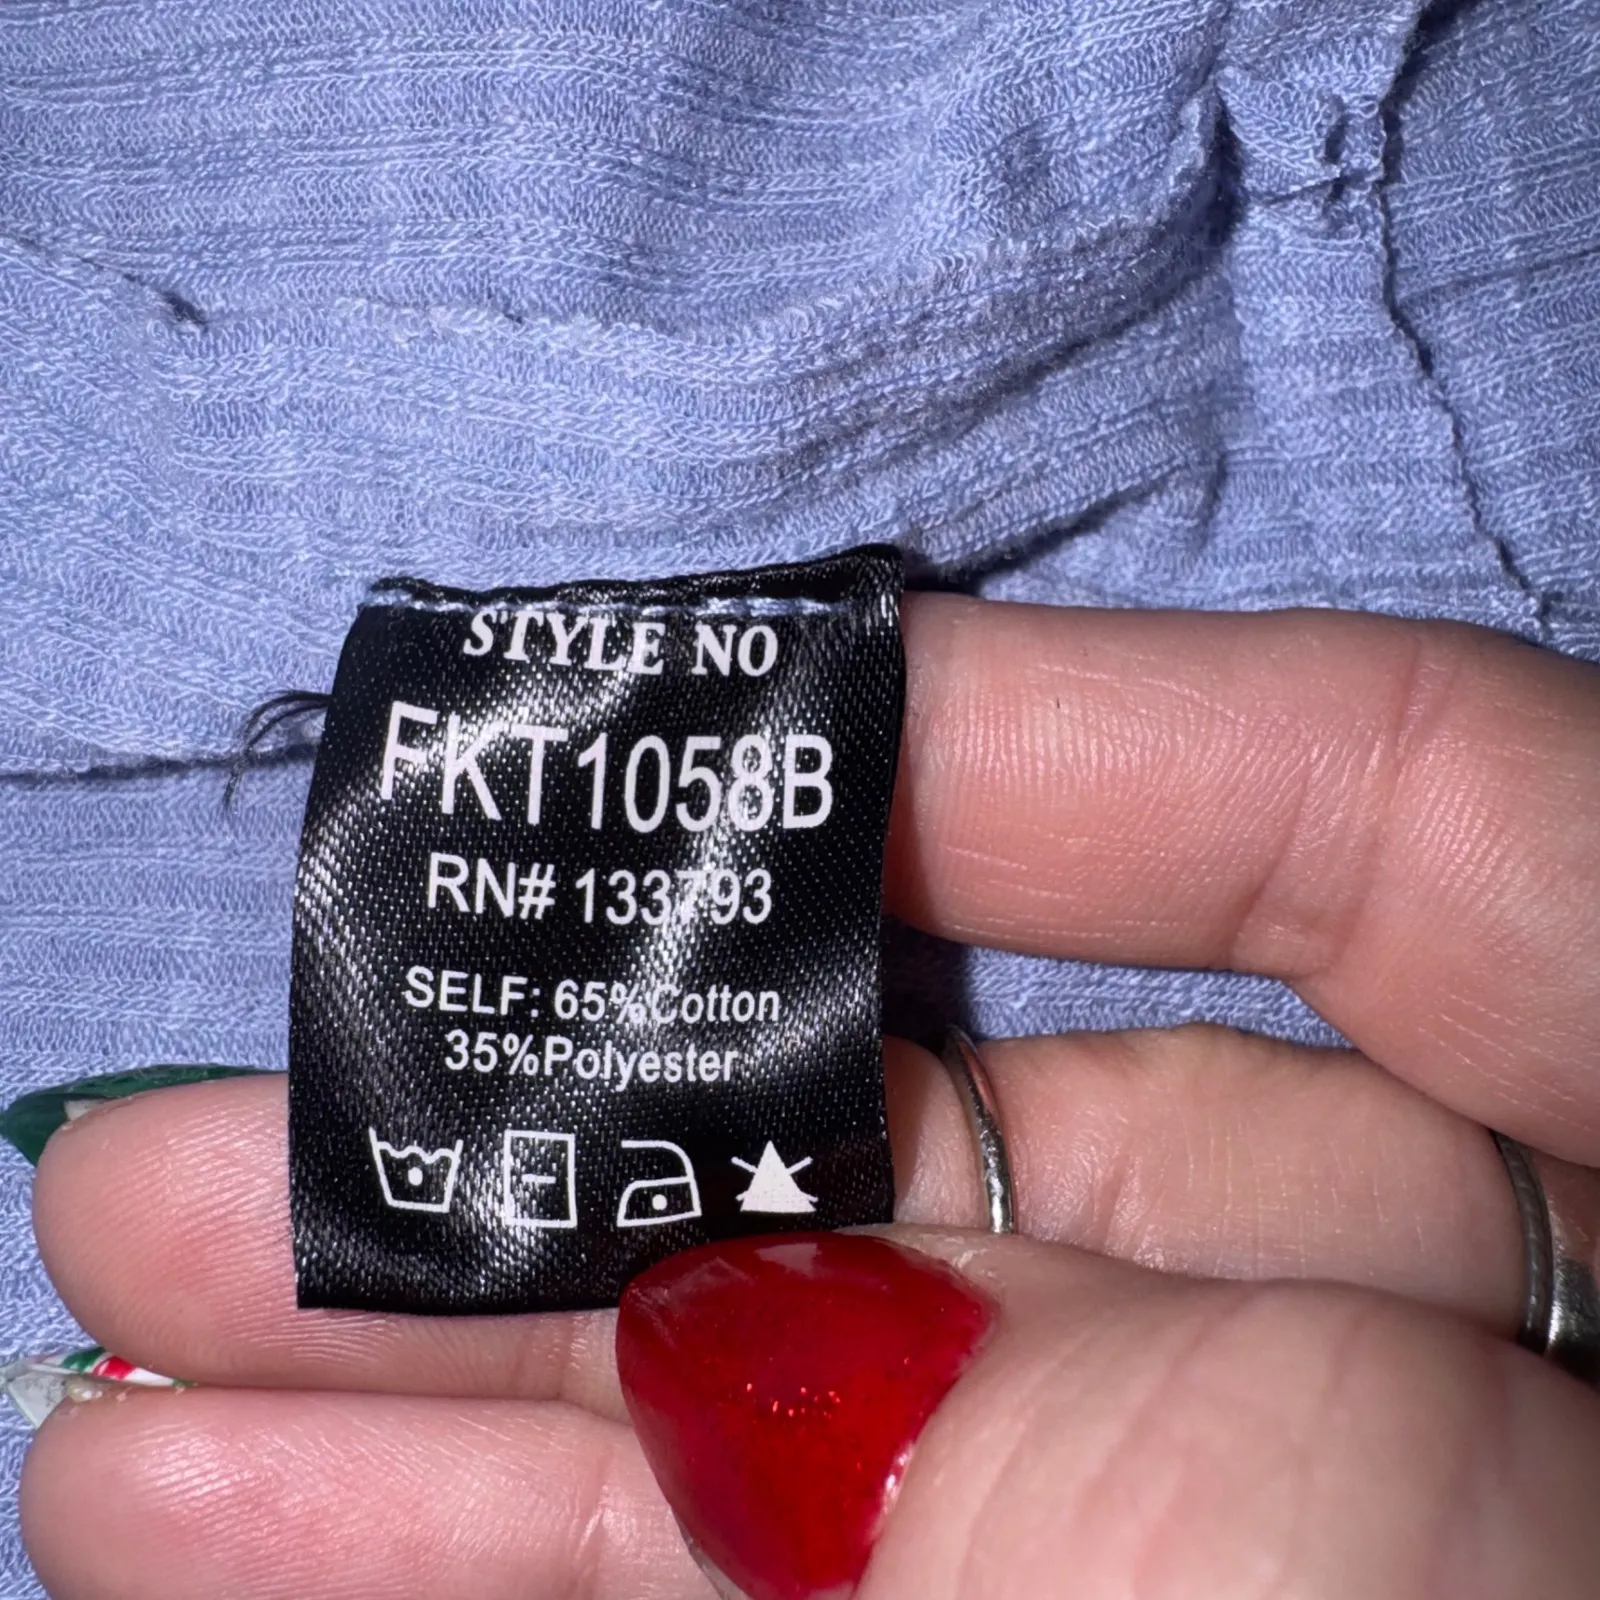 STYLE NO
FKT1058B
RN# 133793
SELF: 65%Cotton
35%Polyester